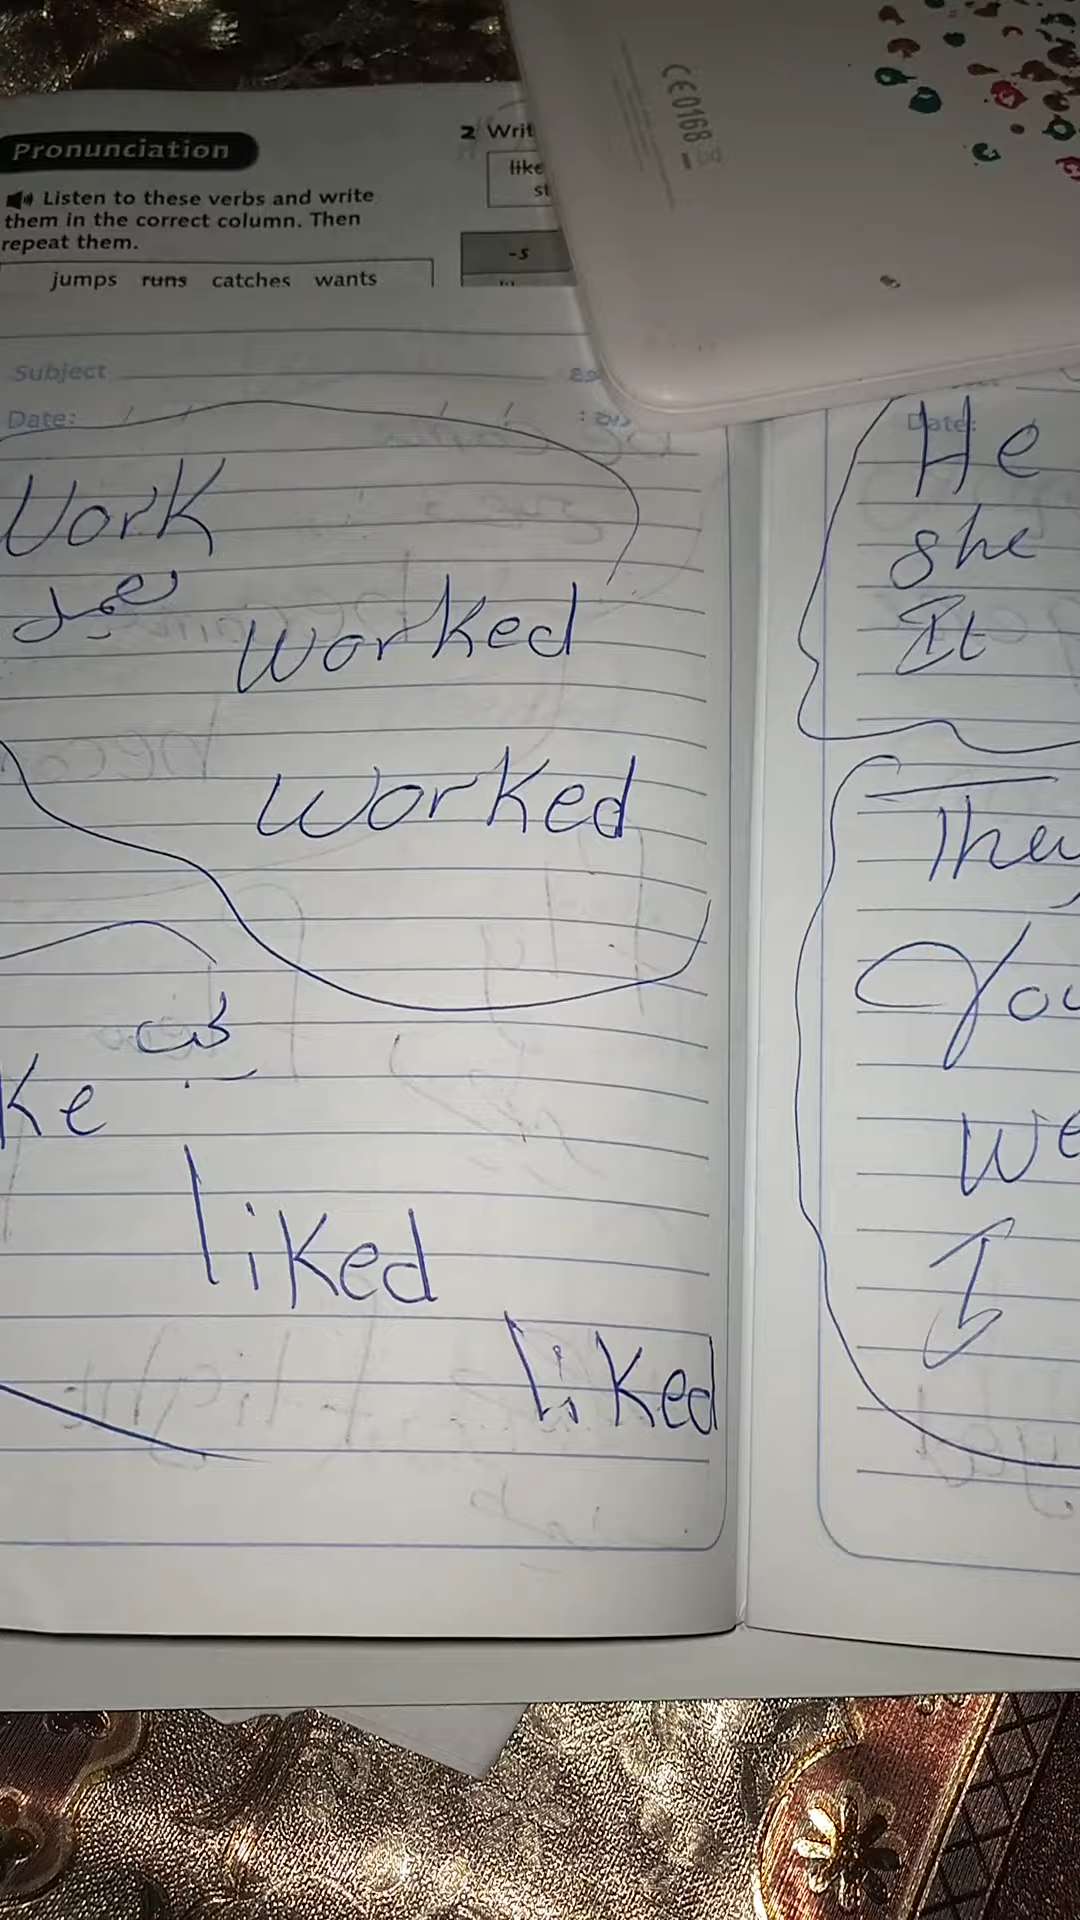 Pronunciation
Listen to these verbs and write
them in the correct column. Then
repeat them.
jumps runs catches wants
2 Writ
like
st
-s
CE0168
Subject
Date: / /
Work
يعمل
Worked
Worked
ke
liked
liked
Date:
He
she
It
They
You
We
I